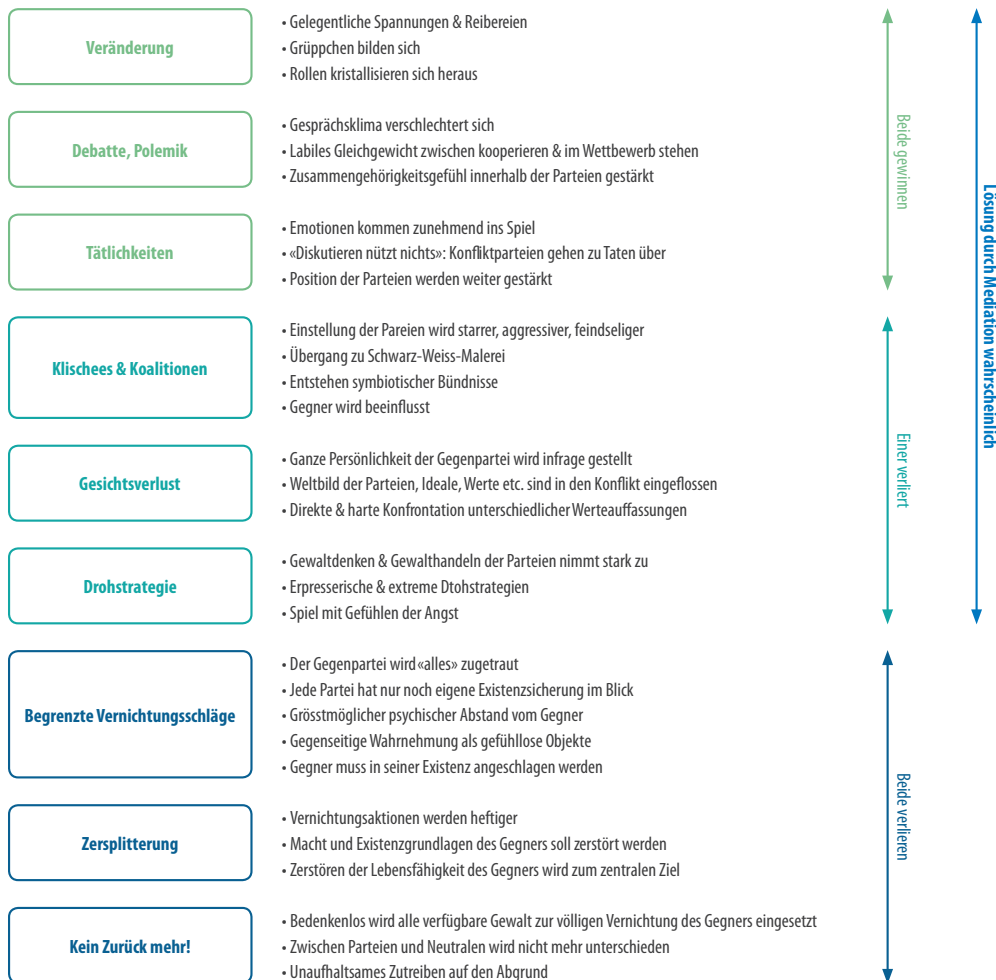 Veränderung
• Gelegentliche Spannungen & Reibereien
• Grüppchen bilden sich
• Rollen kristallisieren sich heraus
Debatte, Polemik
• Gesprächsklima verschlechtert sich
• Labiles Gleichgewicht zwischen kooperieren & im Wettbewerb stehen
• Zusammengehörigkeitsgefühl innerhalb der Parteien gestärkt
Tätlichkeiten
• Emotionen kommen zunehmend ins Spiel
• «Diskutieren nützt nichts»: Konfliktparteien gehen zu Taten über
• Position der Parteien werden weiter gestärkt
Beide gewinnen
Klischees & Koalitionen
• Einstellung der Pareien wird starrer, aggressiver, feindseliger
• Übergang zu Schwarz-Weiss-Malerei
• Entstehen symbiotischer Bündnisse
• Gegner wird beeinflusst
Gesichtsverlust
• Ganze Persönlichkeit der Gegenpartei wird infrage gestellt
• Weltbild der Parteien, Ideale, Werte etc. sind in den Konflikt eingeflossen
• Direkte & harte Konfrontation unterschiedlicher Werteauffassungen
Drohstrategie
• Gewaltdenken & Gewalthandeln der Parteien nimmt stark zu
• Erpresserische & extreme Dtohstrategien
• Spiel mit Gefühlen der Angst
Einer verliert
Lösung durch Mediation wahrscheinlich
Begrenzte Vernichtungsschläge
• Der Gegenpartei wird «alles» zugetraut
• Jede Partei hat nur noch eigene Existenzsicherung im Blick
• Grösstmöglicher psychischer Abstand vom Gegner
• Gegenseitige Wahrnehmung als gefühllose Objekte
• Gegner muss in seiner Existenz angeschlagen werden
Zersplitterung
• Vernichtungsaktionen werden heftiger
• Macht und Existenzgrundlagen des Gegners soll zerstört werden
• Zerstören der Lebensfähigkeit des Gegners wird zum zentralen Ziel
Kein Zurück mehr!
• Bedenkenlos wird alle verfügbare Gewalt zur völligen Vernichtung des Gegners eingesetzt
• Zwischen Parteien und Neutralen wird nicht mehr unterschieden
• Unaufhaltsames Zutreiben auf den Abgrund
Beide verlieren